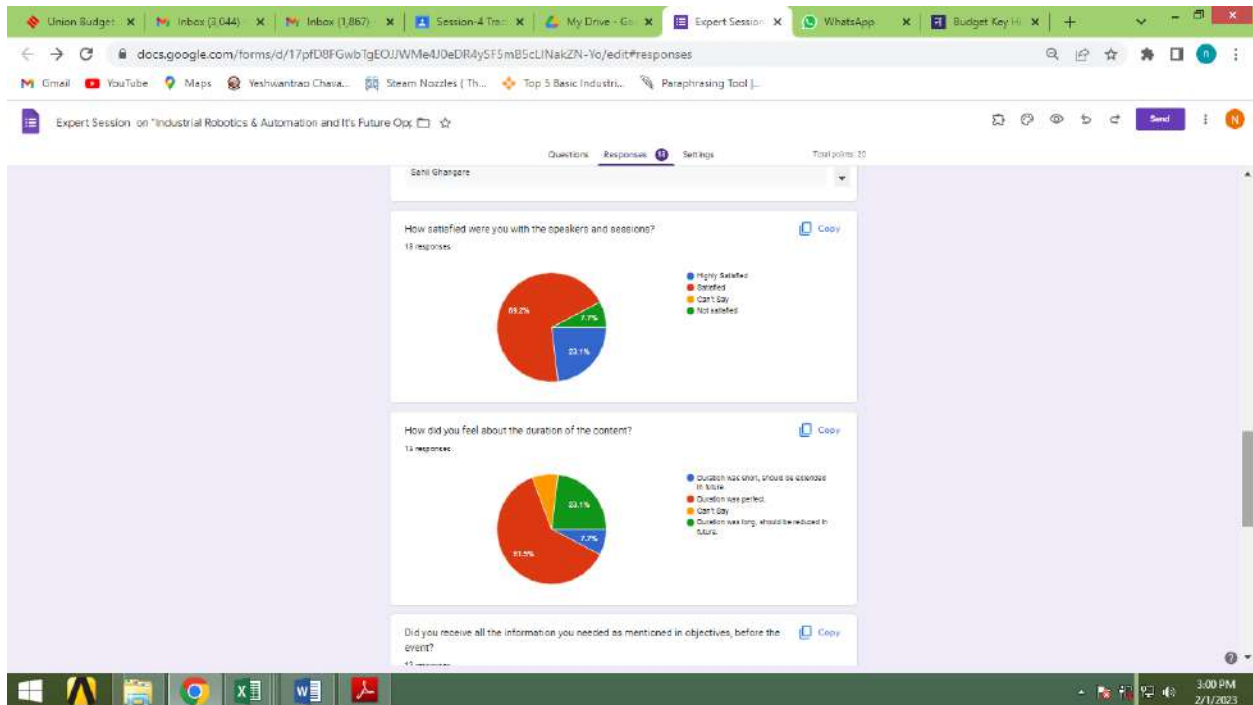 Union Budget
Inbox (3,044)
Inbox (1,867)
Session-4
My Drive - Go
Expert Session
WhatsApp
Budget Key Hi
docs.google.com/forms/d/
/edit#responses
Gmail
YouTube
Maps
Yeshwantrao Chava...
Steam Nozzles ( Th...
Top 5 Basic Industri...
Paraphrasing Tool |...
Expert Session on "Industrial Robotics & Automation and It's Future Opp
Send
N
Questions
Responses
Settings
Total points: 20
Sahil Ghangare
How satisfied were you with the speakers and sessions?
Copy
13 responses
Highly Satisfied
Satisfied
Can't Say
Not satisfied
69.2%
7.7%
23.1%
How did you feel about the duration of the content?
Copy
13 responses
Duration was short, should be extended
in future.
Duration was perfect.
Can't Say
Duration was long, should be reduced in
future.
23.1%
7.7%
61.5%
Did you receive all the information you needed as mentioned in objectives, before the
event?
Copy
13 responses
3:00 PM
2/1/2023